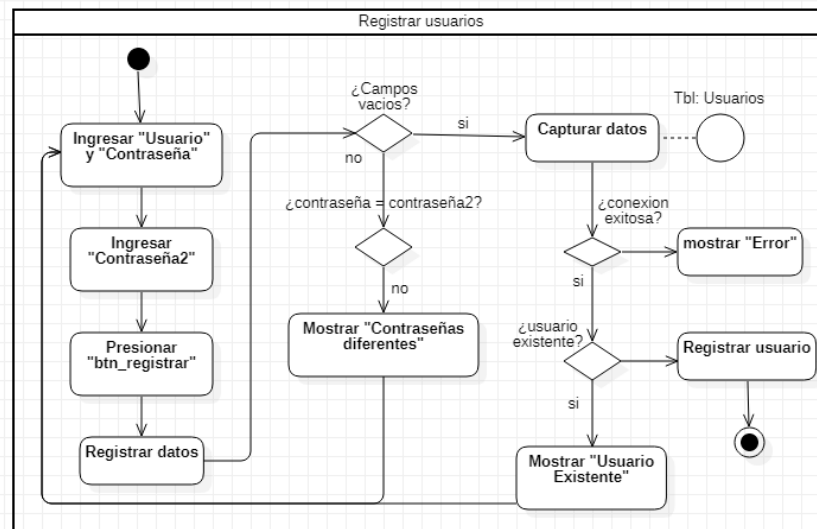 Registrar usuarios
¿Campos
vacios?
Tbl: Usuarios
Ingresar "Usuario"
y "Contraseña"
si
Capturar datos
no
¿contraseña = contraseña2?
¿conexion
exitosa?
Ingresar
"Contraseña2"
mostrar "Error"
si
no
Mostrar "Contraseñas
diferentes"
¿usuario
existente?
Presionar
"btn_registrar"
Registrar usuario
si
Registrar datos
Mostrar "Usuario
Existente"